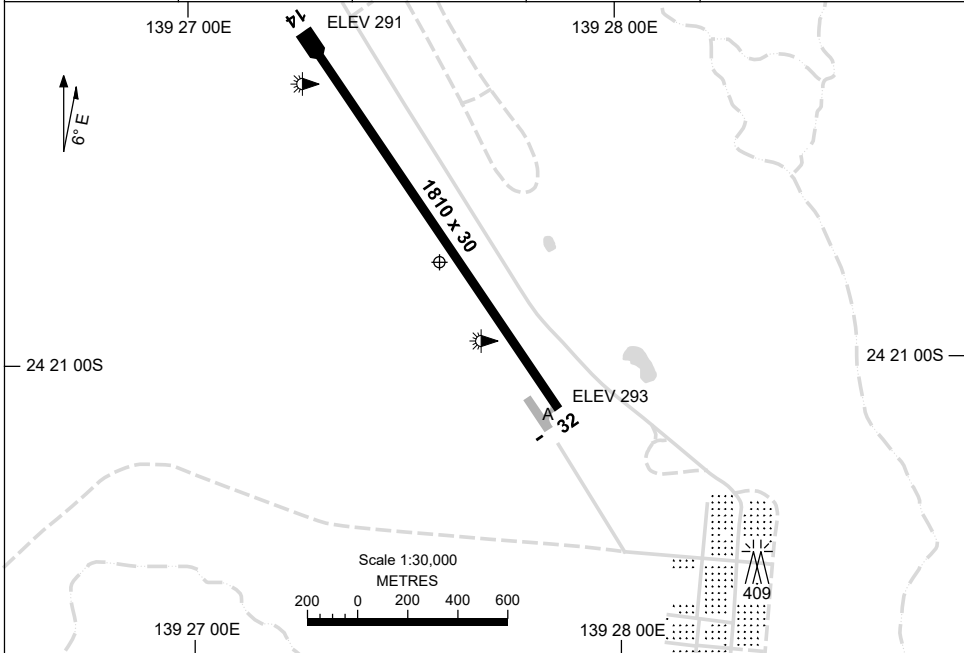 139 27 00E
139 28 00E
14
ELEV 291
6° E
1810 x 30
24 21 00S
24 21 00S
ELEV 293
A
32
Scale 1:30,000
METRES
200 0 200 400 600
409
139 27 00E
139 28 00E